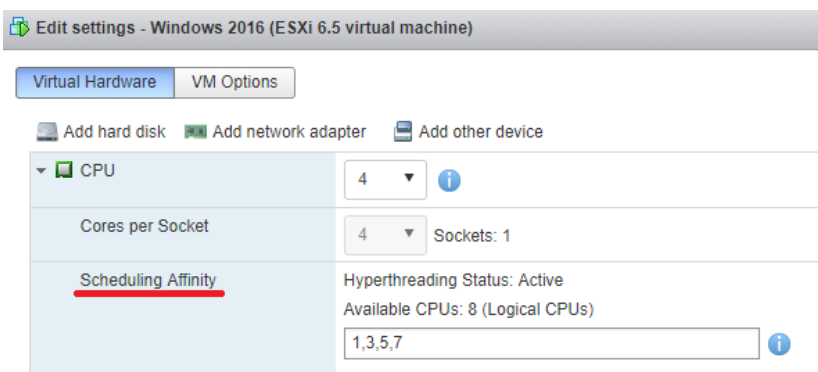 Edit settings - Windows 2016 (ESXi 6.5 virtual machine)
Virtual Hardware VM Options
Add hard disk Add network adapter Add other device
CPU 4
Cores per Socket 4 Sockets: 1
Scheduling Affinity Hyperthreading Status: Active
Available CPUs: 8 (Logical CPUs)
1,3,5,7